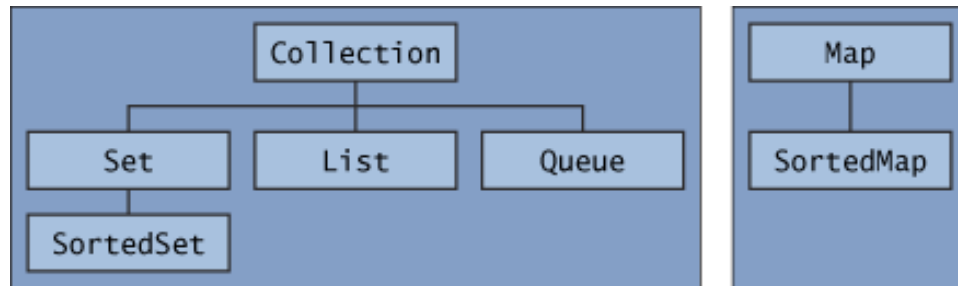 Collection
Map
Set
List
Queue
SortedMap
SortedSet